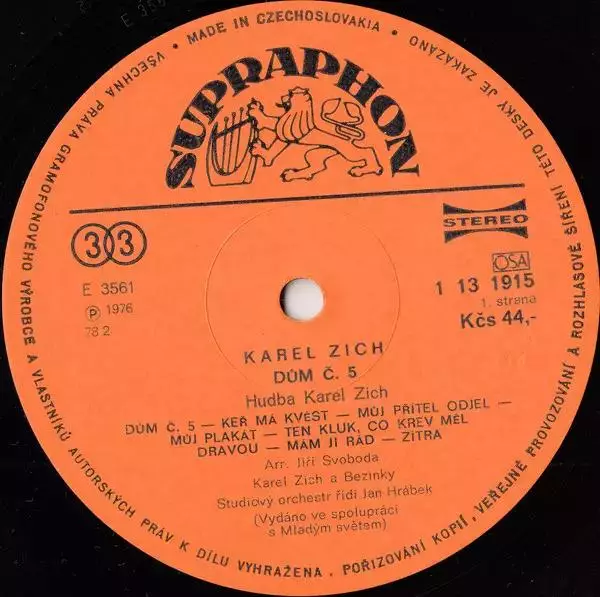 MADE IN CZECHOSLOVAKIA
SUPRAPHON
33
STEREO
E 3561
OSA
Ⓟ 1976
1 13 1915
78 2
1. strana
Kčs 44,-
KAREL ZICH
DŮM Č. 5
Hudba Karel Zich
DŮM Č. 5 — KEŘ MÁ KVĚST — MŮJ PŘÍTEL ODJEL —
MŮJ PLAKÁT — TEN KLUK, CO KREV MĚL
DRAVOU — MÁM JI RÁD — ZÍTRA
Arr. Jiří Svoboda
Karel Zich a Bezinky
Studiový orchestr řídí Jan Hrábek
(Vydáno ve spolupráci
s Mladým světem)
VŠECHNA PRÁVA GRAMOFONOVÉHO VÝROBCE A VLASTNÍKŮ AUTORSKÝCH PRÁV K DÍLU VYHRAŽENA. POŘIZOVÁNÍ KOPIÍ, VEŘEJNÉ PROVOZOVÁNÍ A ROZHLASOVÉ ŠÍŘENÍ TÉTO DESKY JE ZAKÁZÁNO